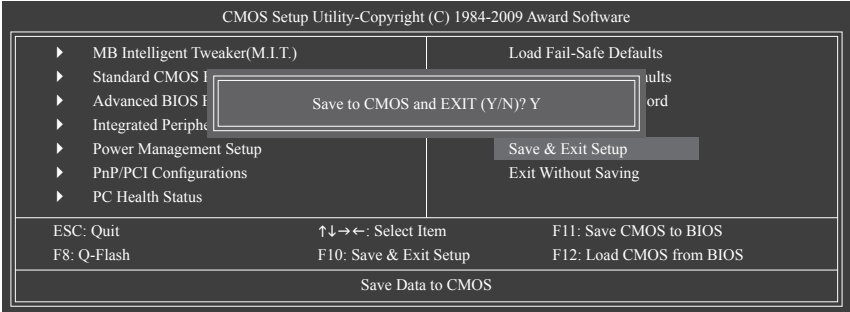 CMOS Setup Utility-Copyright (C) 1984-2009 Award Software
MB Intelligent Tweaker(M.I.T.)
Load Fail-Safe Defaults
Standard CMOS
Advanced BIOS
Integrated
Save to CMOS and EXIT (Y/N)? Y
Power Management Setup
Save & Exit Setup
PnP/PCI Configurations
Exit Without Saving
PC Health Status
ESC: Quit
↑↓→←: Select Item
F11: Save CMOS to BIOS
F8: Q-Flash
F10: Save & Exit Setup
F12: Load CMOS from BIOS
Save Data to CMOS